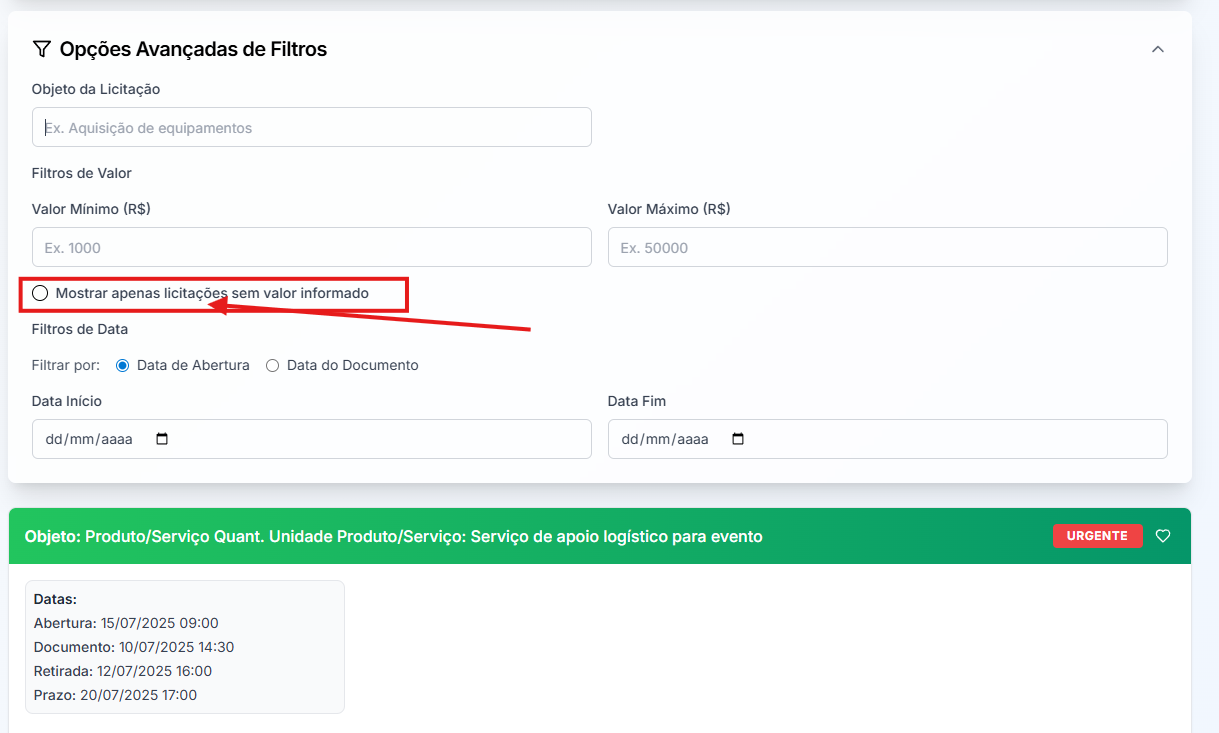 Opções Avançadas de Filtros
Objeto da Licitação
Ex. Aquisição de equipamentos
Filtros de Valor
Valor Mínimo (R$) Valor Máximo (R$)
Ex. 1000 Ex. 50000
Mostrar apenas licitações sem valor informado
Filtros de Data
Filtrar por: Data de Abertura Data do Documento
Data Início Data Fim
dd/mm/aaaa dd/mm/aaaa
Objeto: Produto/Serviço Quant. Unidade Produto/Serviço: Serviço de apoio logístico para evento URGENTE
Datas:
Abertura: 15/07/2025 09:00
Documento: 10/07/2025 14:30
Retirada: 12/07/2025 16:00
Prazo: 20/07/2025 17:00